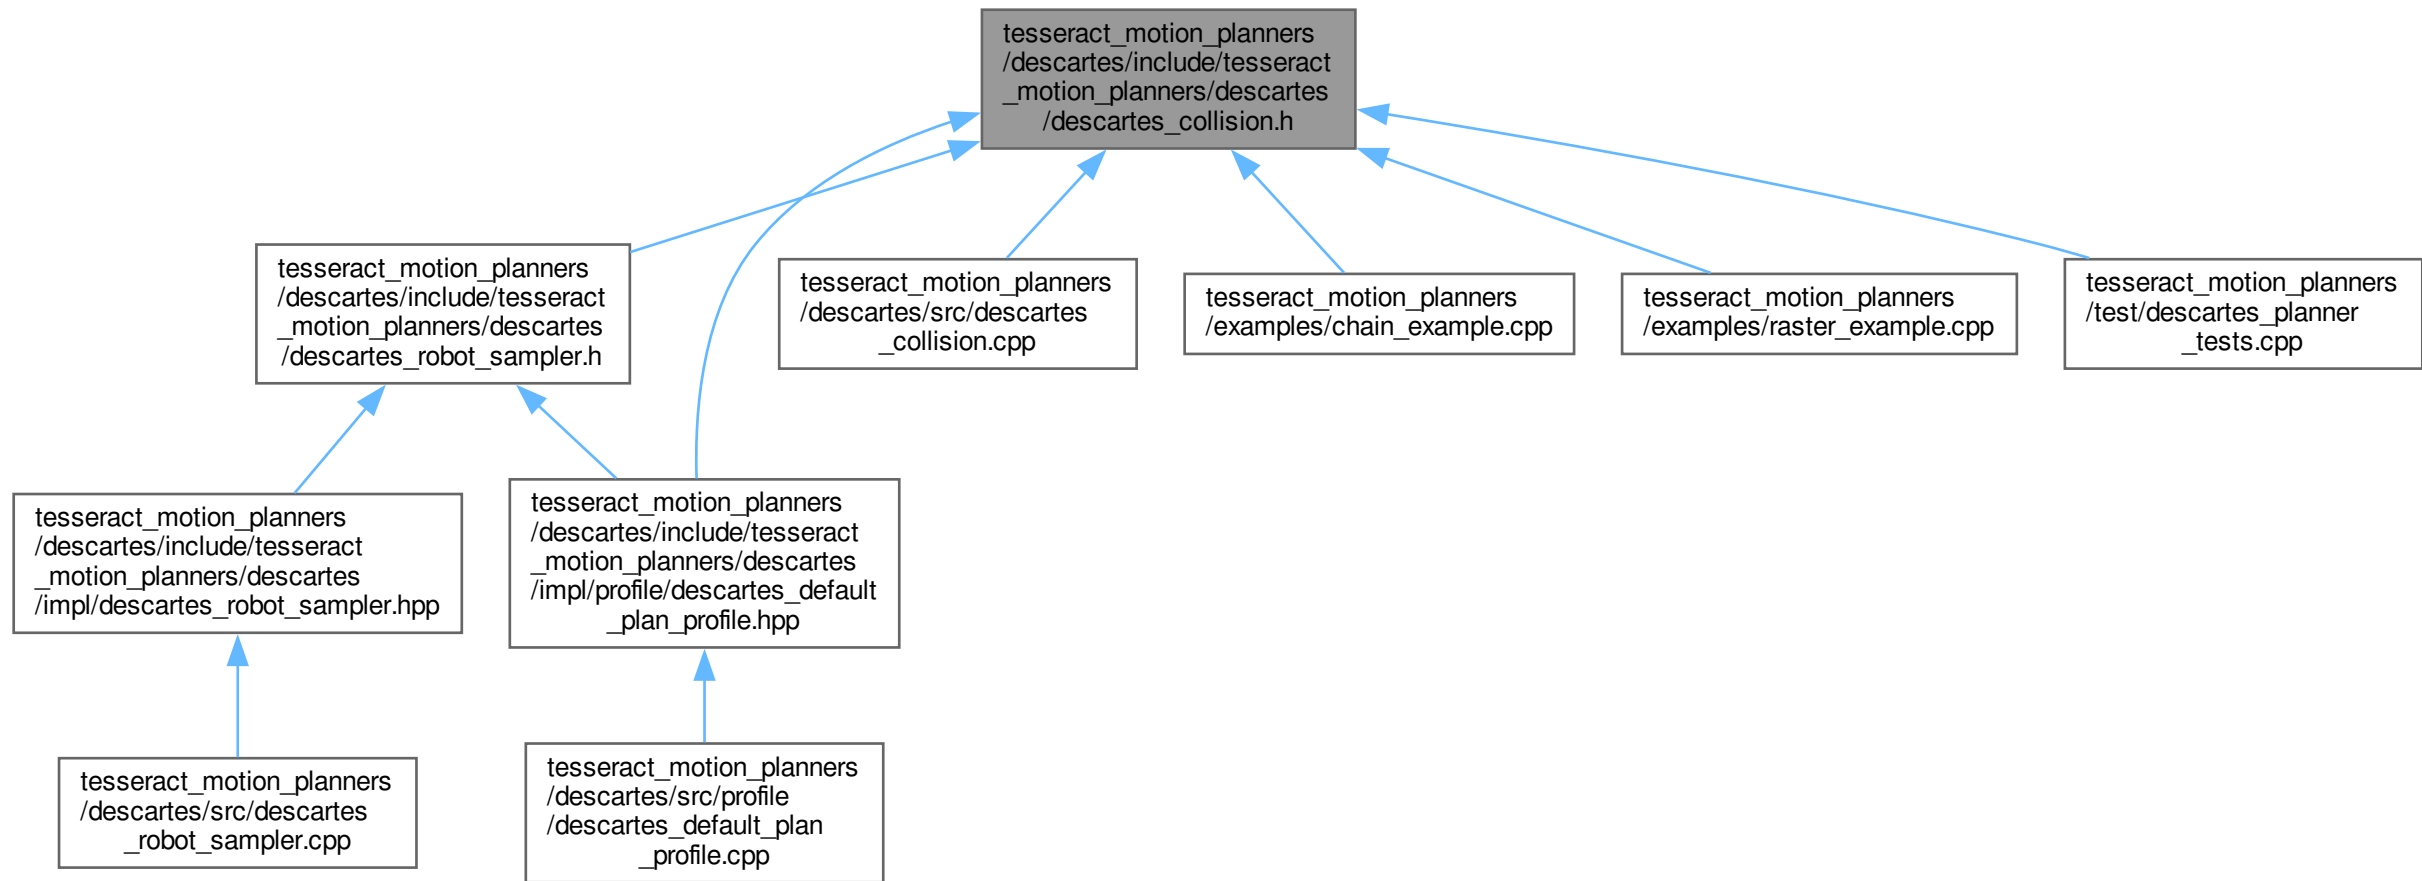 tesseract_motion_planners
/descartes/include/tesseract
_motion_planners/descartes
/descartes_collision.h
tesseract_motion_planners
/descartes/include/tesseract
_motion_planners/descartes
/descartes_robot_sampler.h
tesseract_motion_planners
/descartes/src/descartes
_collision.cpp
tesseract_motion_planners
/examples/chain_example.cpp
tesseract_motion_planners
/examples/raster_example.cpp
tesseract_motion_planners
/test/descartes_planner
_tests.cpp
tesseract_motion_planners
/descartes/include/tesseract
_motion_planners/descartes
/impl/descartes_robot_sampler.hpp
tesseract_motion_planners
/descartes/include/tesseract
_motion_planners/descartes
/impl/profile/descartes_default
_plan_profile.hpp
tesseract_motion_planners
/descartes/src/descartes
_robot_sampler.cpp
tesseract_motion_planners
/descartes/src/profile
/descartes_default_plan
_profile.cpp